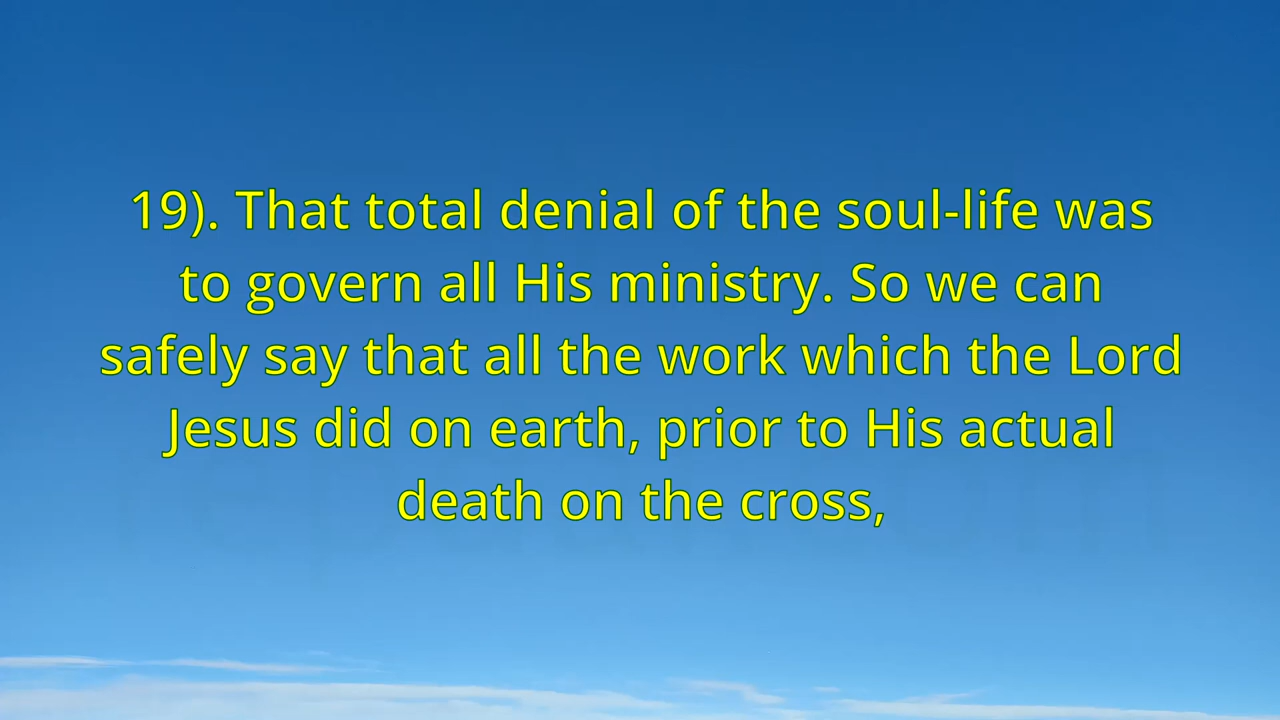 19). That total denial of the soul-life was
to govern all His ministry. So we can
safely say that all the work which the Lord
Jesus did on earth, prior to His actual
death on the cross,